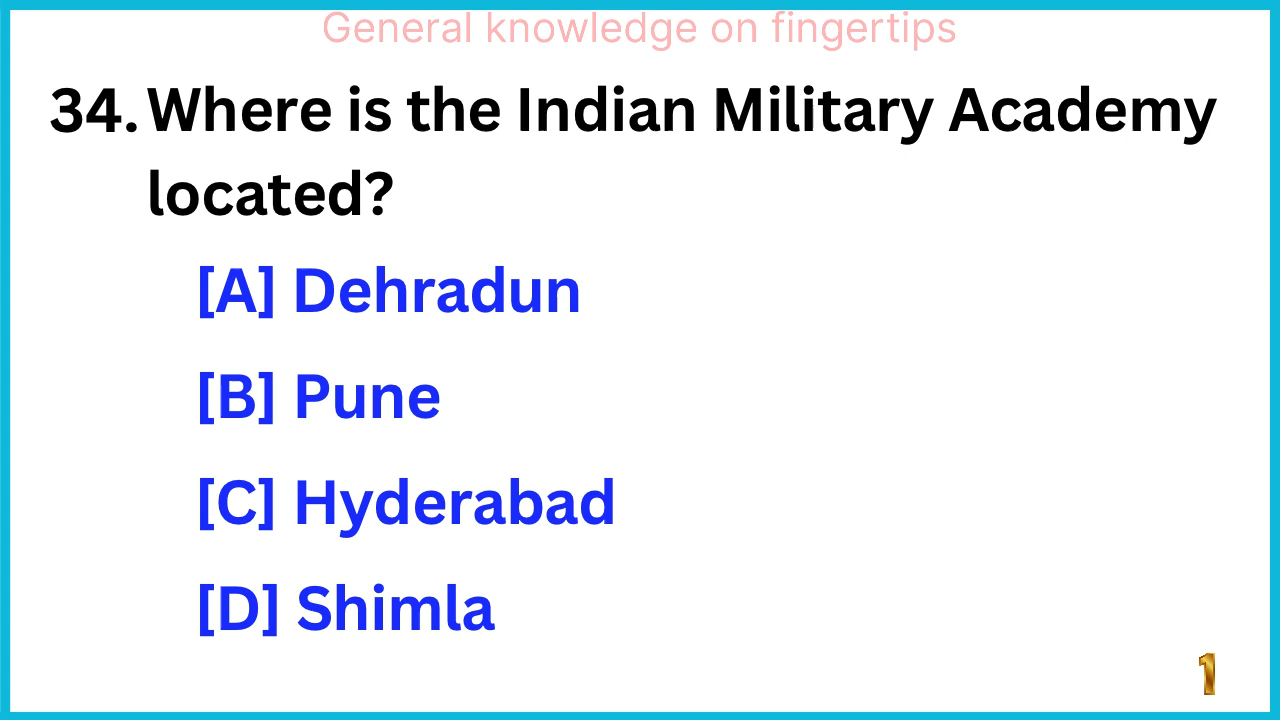 General knowledge on fingertips
34. Where is the Indian Military Academy
located?
[A] Dehradun
[B] Pune
[C] Hyderabad
[D] Shimla
1